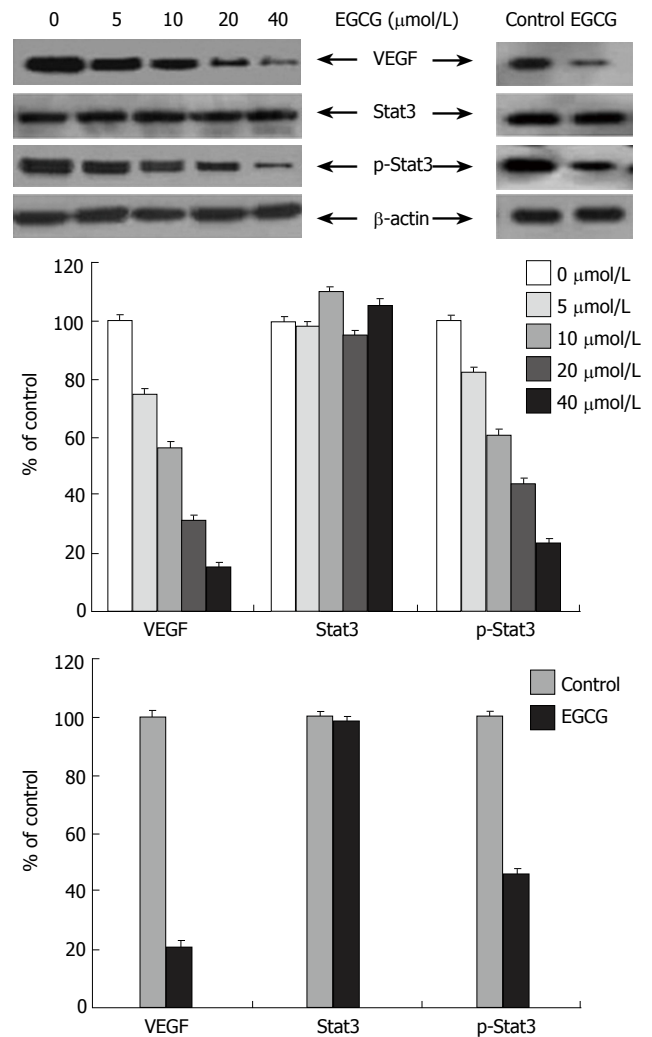 0 5 10 20 40 EGCG (μmol/L) Control EGCG
VEGF
Stat3
p-Stat3
β-actin
120
100
80
60
40
20
0
% of control
0 μmol/L
5 μmol/L
10 μmol/L
20 μmol/L
40 μmol/L
VEGF Stat3 p-Stat3
120
100
80
60
40
20
0
% of control
Control
EGCG
VEGF Stat3 p-Stat3